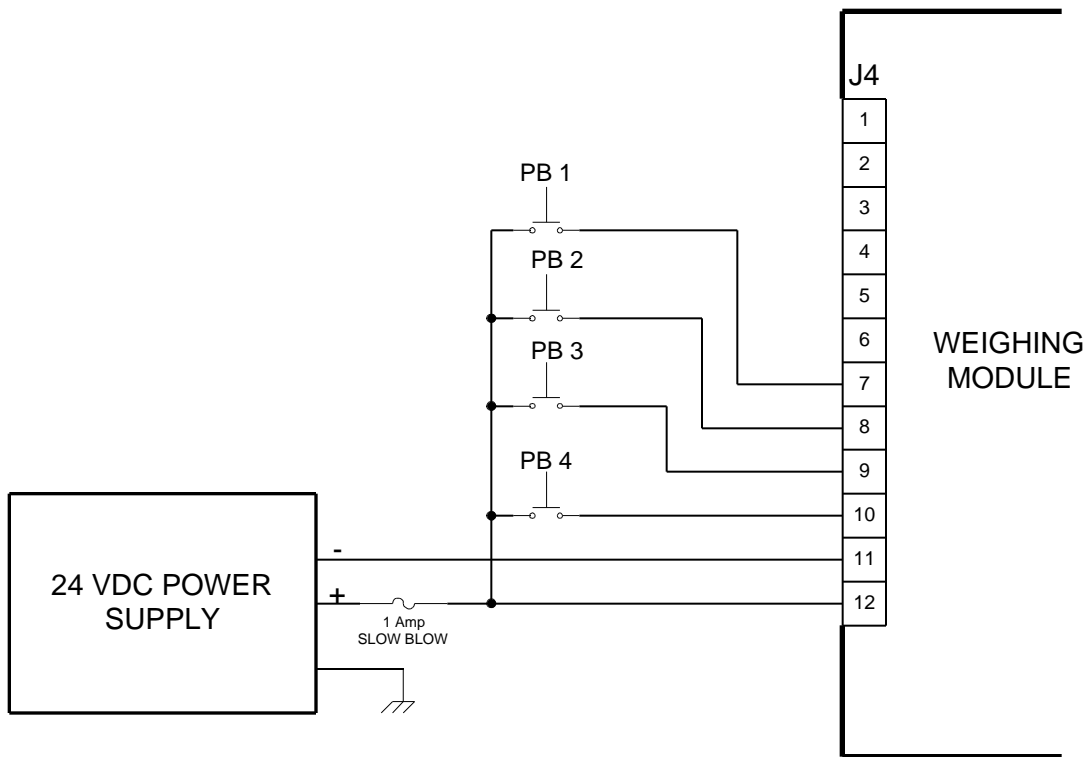 J4
1
2
3
4
5
6
7
8
9
10
11
12
PB 1
PB 2
PB 3
PB 4
WEIGHING
MODULE
24 VDC POWER
SUPPLY
-
+
1 Amp
SLOW BLOW